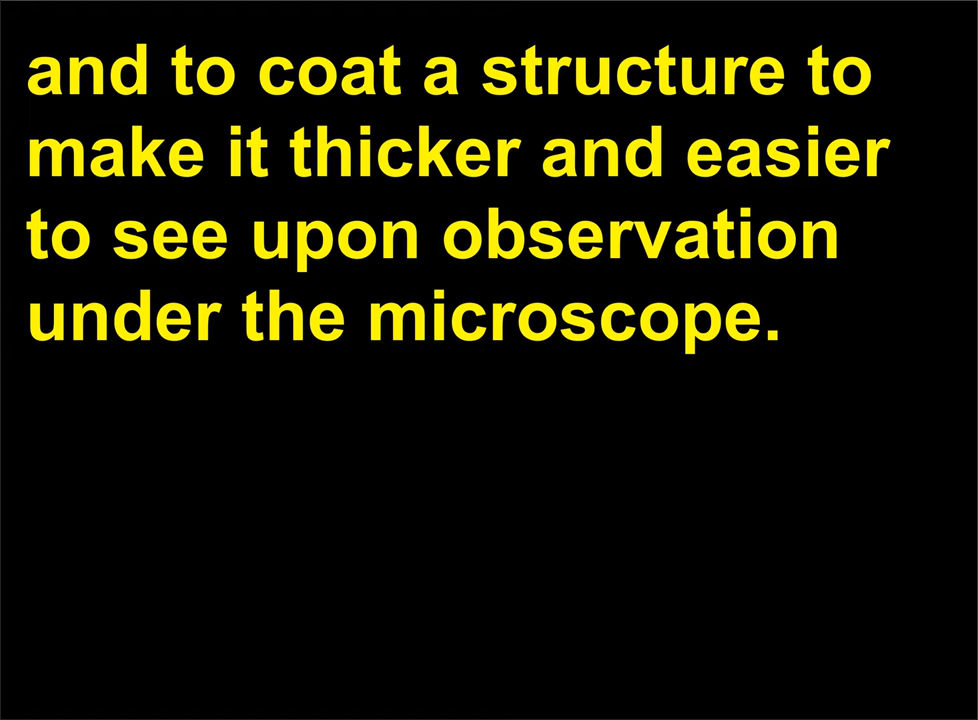 and to coat a structure to
make it thicker and easier
to see upon observation
under the microscope.